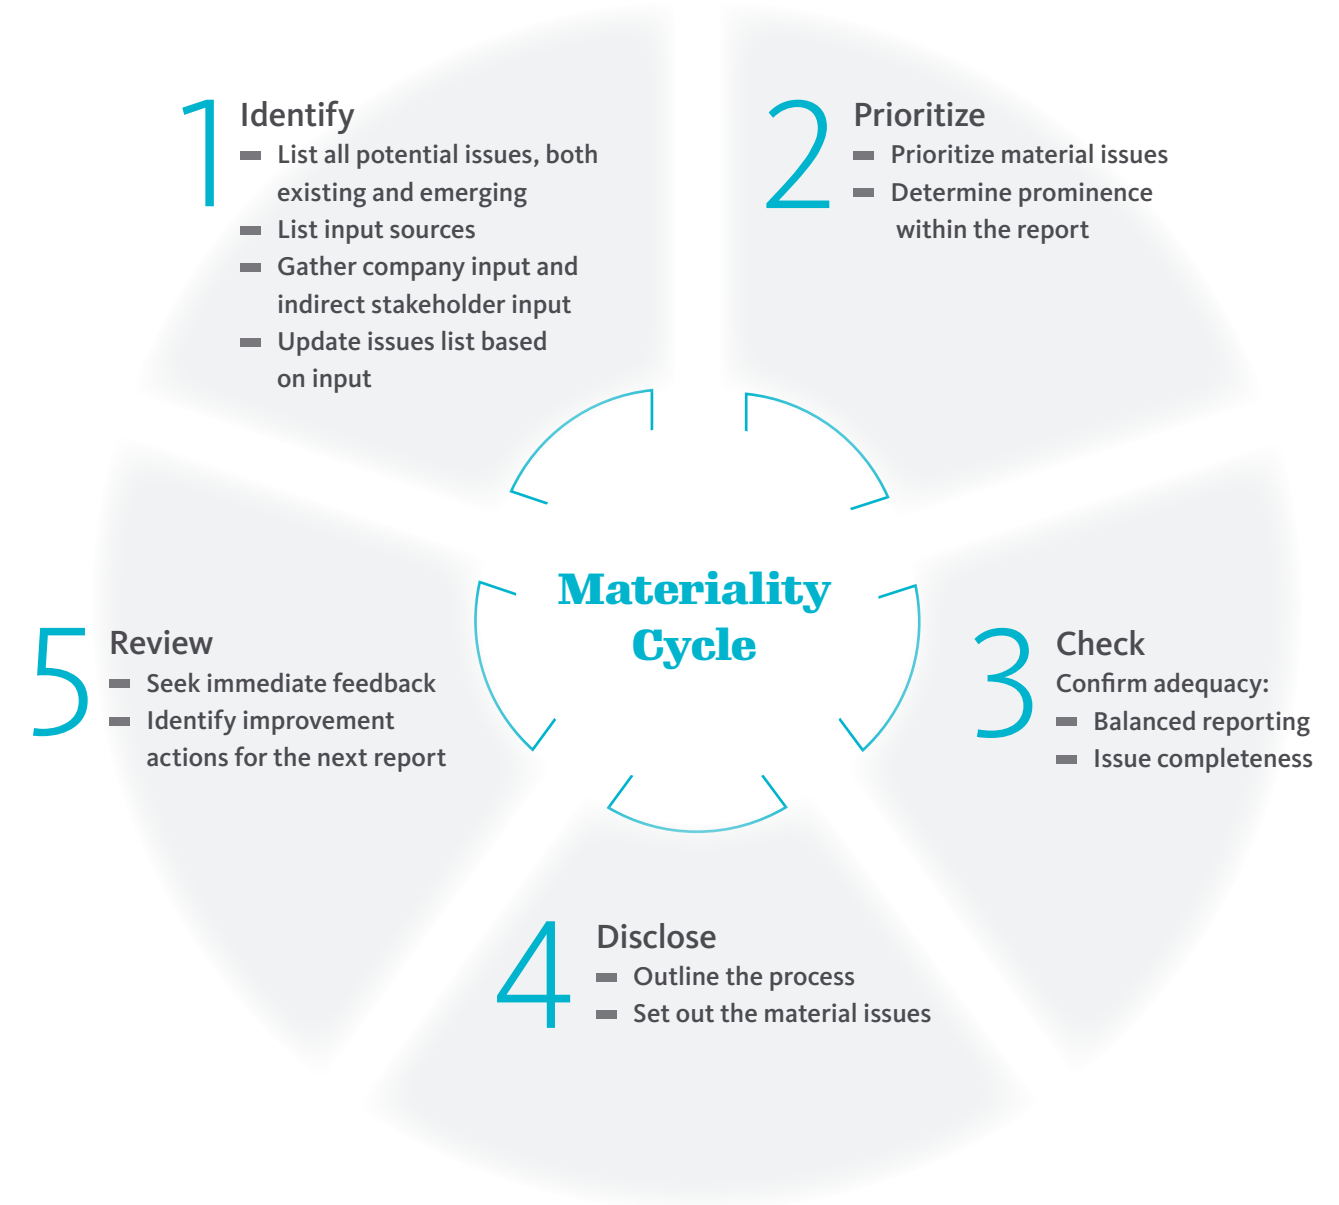 1
Identify
List all potential issues, both
existing and emerging
List input sources
Gather company input and
indirect stakeholder input
Update issues list based
on input
2
Prioritize
Prioritize material issues
Determine prominence
within the report
Materiality
Cycle
3
Check
Confirm adequacy:
Balanced reporting
Issue completeness
4
Disclose
Outline the process
Set out the material issues
5
Review
Seek immediate feedback
Identify improvement
actions for the next report